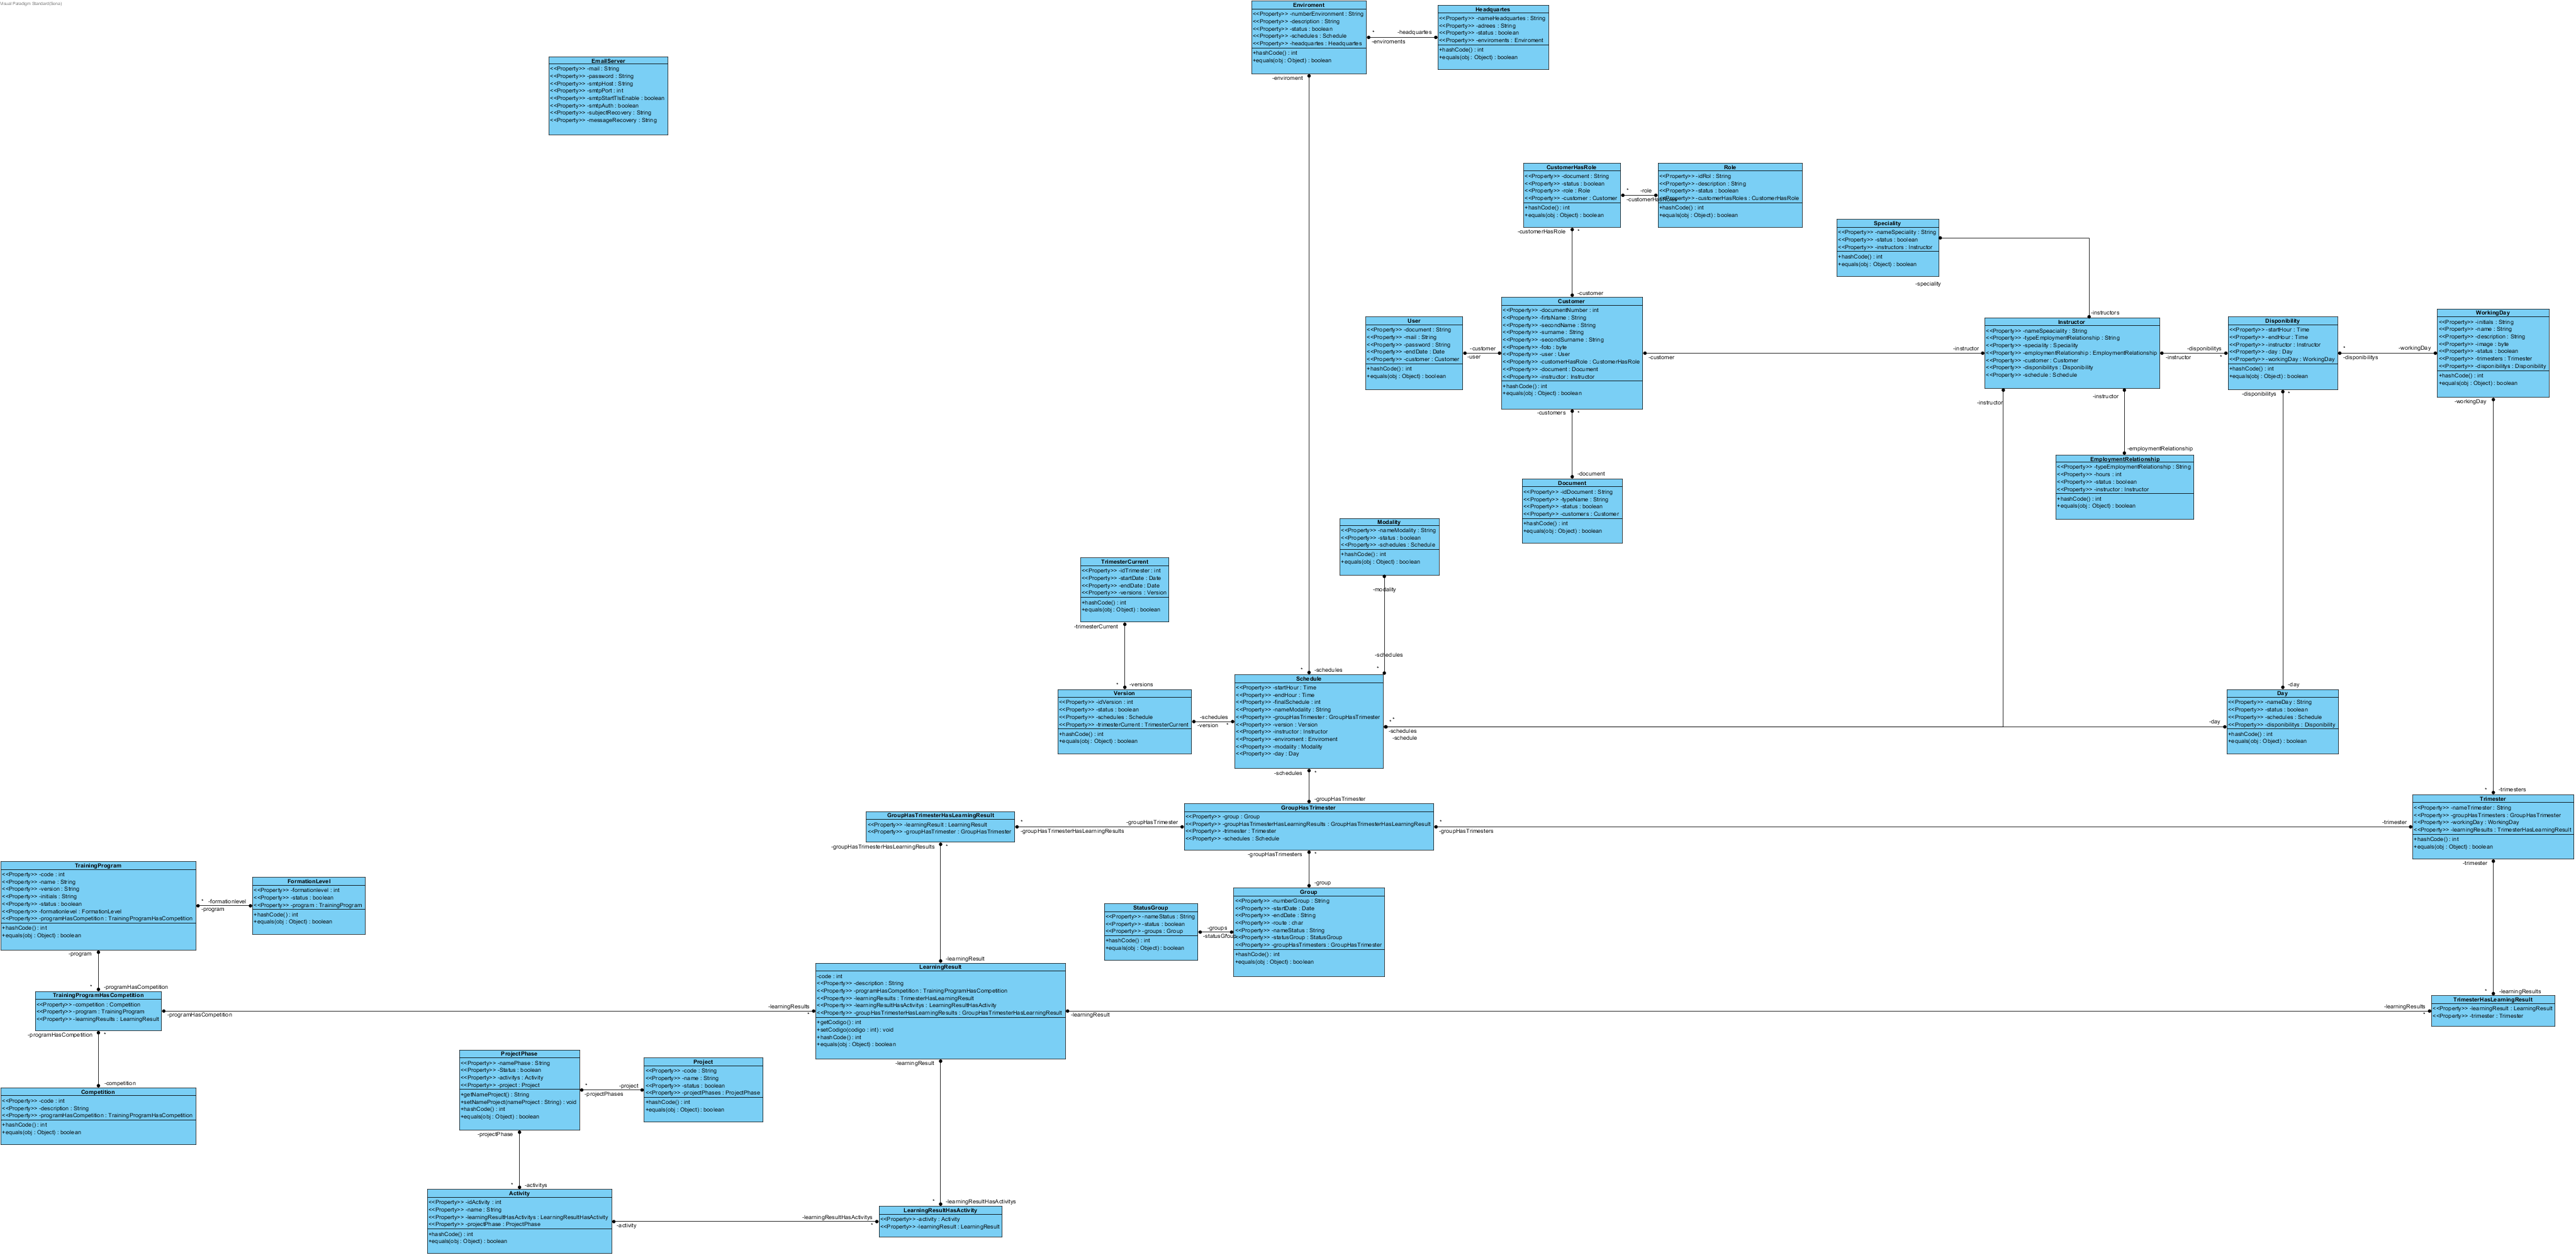 Visual Paradigm Standard(Sena)
Enviroment
<<Property>> -numberEnvironment : String
<<Property>> -description : String
<<Property>> -status : boolean
<<Property>> -schedules : Schedule
<<Property>> -headquartes : Headquartes
+hashCode() : int
+equals(obj : Object) : boolean
* -headquartes
-enviroments
-enviroment
Headquartes
<<Property>> -nameHeadquartes : String
<<Property>> -adrees : String
<<Property>> -status : boolean
<<Property>> -enviroments : Enviroment
+hashCode() : int
+equals(obj : Object) : boolean
EmailServer
<<Property>> -mail : String
<<Property>> -password : String
<<Property>> -smtpHost : String
<<Property>> -smtpPort : int
<<Property>> -smtpStartTlsEnable : boolean
<<Property>> -smtpAuth : boolean
<<Property>> -subjectRecovery : String
<<Property>> -messageRecovery : String
CustomerHasRole
<<Property>> -document : String
<<Property>> -status : boolean
<<Property>> -role : Role
<<Property>> -customer : Customer
+hashCode() : int
+equals(obj : Object) : boolean
* -role
-customerHasRoles
-customerHasRole *
Role
<<Property>> -idRol : String
<<Property>> -description : String
<<Property>> -status : boolean
<<Property>> -customerHasRoles : CustomerHasRole
+hashCode() : int
+equals(obj : Object) : boolean
Speciality
<<Property>> -nameSpeciality : String
<<Property>> -status : boolean
<<Property>> -instructors : Instructor
+hashCode() : int
+equals(obj : Object) : boolean
-speciality
-instructors
-customer
Customer
<<Property>> -documentNumber : int
<<Property>> -firtsName : String
<<Property>> -secondName : String
<<Property>> -surname : String
<<Property>> -secondSurname : String
<<Property>> -foto : byte
<<Property>> -user : User
<<Property>> -customerHasRole : CustomerHasRole
<<Property>> -document : Document
<<Property>> -instructor : Instructor
+hashCode() : int
+equals(obj : Object) : boolean
-customers *
User
<<Property>> -document : String
<<Property>> -mail : String
<<Property>> -password : String
<<Property>> -endDate : Date
<<Property>> -customer : Customer
+hashCode() : int
+equals(obj : Object) : boolean
-customer
-user
-customer
-instructor
Instructor
<<Property>> -nameSpeaciality : String
<<Property>> -typeEmploymentRelationship : String
<<Property>> -speciality : Speciality
<<Property>> -employmentRelationship : EmploymentRelationship
<<Property>> -customer : Customer
<<Property>> -disponibilitys : Disponibility
<<Property>> -schedule : Schedule
-disponibilitys
-instructor *
-instructor
-instructor
Disponibility
<<Property>> -startHour : Time
<<Property>> -endHour : Time
<<Property>> -instructor : Instructor
<<Property>> -day : Day
<<Property>> -workingDay : WorkingDay
+hashCode() : int
+equals(obj : Object) : boolean
* -workingDay
-disponibilitys
-disponibilitys *
WorkingDay
<<Property>> -initials : String
<<Property>> -name : String
<<Property>> -description : String
<<Property>> -image : byte
<<Property>> -status : boolean
<<Property>> -trimesters : Trimester
<<Property>> -disponibilitys : Disponibility
+hashCode() : int
+equals(obj : Object) : boolean
-workingDay
-employmentRelationship
EmploymentRelationship
<<Property>> -typeEmploymentRelationship : String
<<Property>> -hours : int
<<Property>> -status : boolean
<<Property>> -instructor : Instructor
+hashCode() : int
+equals(obj : Object) : boolean
-document
Document
<<Property>> -idDocument : String
<<Property>> -typeName : String
<<Property>> -status : boolean
<<Property>> -customers : Customer
+hashCode() : int
+equals(obj : Object) : boolean
Modality
<<Property>> -nameModality : String
<<Property>> -status : boolean
<<Property>> -schedules : Schedule
+hashCode() : int
+equals(obj : Object) : boolean
-modality
-schedules
*
TrimesterCurrent
<<Property>> -idTrimester : int
<<Property>> -startDate : Date
<<Property>> -endDate : Date
<<Property>> -versions : Version
+hashCode() : int
+equals(obj : Object) : boolean
-trimesterCurrent
* -versions
Version
<<Property>> -idVersion : int
<<Property>> -status : boolean
<<Property>> -schedules : Schedule
<<Property>> -trimesterCurrent : TrimesterCurrent
+hashCode() : int
+equals(obj : Object) : boolean
-schedules
-version *
* -schedules
Schedule
<<Property>> -startHour : Time
<<Property>> -endHour : Time
<<Property>> -finalSchedule : int
<<Property>> -nameModality : String
<<Property>> -groupHasTrimester : GroupHasTrimester
<<Property>> -version : Version
<<Property>> -instructor : Instructor
<<Property>> -enviroment : Enviroment
<<Property>> -modality : Modality
<<Property>> -day : Day
* *
-schedules
-schedule
-schedules *
-day
-day
Day
<<Property>> -nameDay : String
<<Property>> -status : boolean
<<Property>> -schedules : Schedule
<<Property>> -disponibilitys : Disponibility
+hashCode() : int
+equals(obj : Object) : boolean
* -trimesters
Trimester
<<Property>> -nameTrimester : String
<<Property>> -groupHasTrimesters : GroupHasTrimester
<<Property>> -workingDay : WorkingDay
<<Property>> -learningResults : TrimesterHasLearningResult
+hashCode() : int
+equals(obj : Object) : boolean
-trimester
-trimester
-groupHasTrimester
GroupHasTrimester
<<Property>> -group : Group
<<Property>> -groupHasTrimesterHasLearningResults : GroupHasTrimesterHasLearningResult
<<Property>> -trimester : Trimester
<<Property>> -schedules : Schedule
*
-groupHasTrimesters
-groupHasTrimesters *
GroupHasTrimesterHasLearningResult
<<Property>> -learningResult : LearningResult
<<Property>> -groupHasTrimester : GroupHasTrimester
* -groupHasTrimester
-groupHasTrimesterHasLearningResults
-groupHasTrimesterHasLearningResults *
TrainingProgram
<<Property>> -code : int
<<Property>> -name : String
<<Property>> -version : String
<<Property>> -initials : String
<<Property>> -status : boolean
<<Property>> -formationlevel : FormationLevel
<<Property>> -programHasCompetition : TrainingProgramHasCompetition
+hashCode() : int
+equals(obj : Object) : boolean
* -formationlevel
-program
-program
FormationLevel
<<Property>> -formationlevel : int
<<Property>> -status : boolean
<<Property>> -program : TrainingProgram
+hashCode() : int
+equals(obj : Object) : boolean
StatusGroup
<<Property>> -nameStatus : String
<<Property>> -status : boolean
<<Property>> -groups : Group
+hashCode() : int
+equals(obj : Object) : boolean
-groups
-statusGroup
-group
Group
<<Property>> -numberGroup : String
<<Property>> -startDate : Date
<<Property>> -endDate : String
<<Property>> -route : char
<<Property>> -nameStatus : String
<<Property>> -statusGroup : StatusGroup
<<Property>> -groupHasTrimesters : GroupHasTrimester
+hashCode() : int
+equals(obj : Object) : boolean
-learningResult
LearningResult
-code : int
<<Property>> -description : String
<<Property>> -programHasCompetition : TrainingProgramHasCompetition
<<Property>> -learningResults : TrimesterHasLearningResult
<<Property>> -learningResultHasActivitys : LearningResultHasActivity
<<Property>> -groupHasTrimesterHasLearningResults : GroupHasTrimesterHasLearningResult
+getCodigo() : int
+setCodigo(codigo : int) : void
+hashCode() : int
+equals(obj : Object) : boolean
-learningResult
-learningResult
-learningResults
*
* -programHasCompetition
TrainingProgramHasCompetition
<<Property>> -competition : Competition
<<Property>> -program : TrainingProgram
<<Property>> -learningResults : LearningResult
-programHasCompetition
-programHasCompetition *
-competition
Competition
<<Property>> -code : int
<<Property>> -description : String
<<Property>> -programHasCompetition : TrainingProgramHasCompetition
+hashCode() : int
+equals(obj : Object) : boolean
* -learningResults
-learningResults
*
TrimesterHasLearningResult
<<Property>> -learningResult : LearningResult
<<Property>> -trimester : Trimester
ProjectPhase
<<Property>> -namePhase : String
<<Property>> -Status : boolean
<<Property>> -activitys : Activity
<<Property>> -project : Project
+getNameProject() : String
+setNameProject(nameProject : String) : void
+hashCode() : int
+equals(obj : Object) : boolean
* -project
-projectPhases
-projectPhase
Project
<<Property>> -code : String
<<Property>> -name : String
<<Property>> -status : boolean
<<Property>> -projectPhases : ProjectPhase
+hashCode() : int
+equals(obj : Object) : boolean
* -activitys
Activity
<<Property>> -idActivity : int
<<Property>> -name : String
<<Property>> -learningResultHasActivitys : LearningResultHasActivity
<<Property>> -projectPhase : ProjectPhase
+hashCode() : int
+equals(obj : Object) : boolean
-activity
-learningResultHasActivitys
*
* -learningResultHasActivitys
LearningResultHasActivity
<<Property>> -activity : Activity
<<Property>> -learningResult : LearningResult